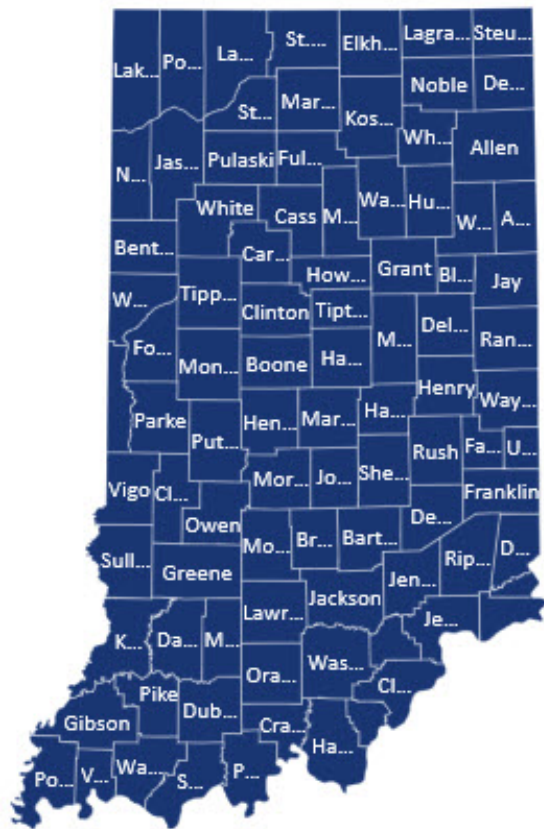 St....
Elkh...
Lagra...
Steu...
Lak...
Po...
La...
Noble
De...
St...
Mar...
Kos...
Wh...
Allen
N...
Jas...
Pulaski
Ful...
White
Cass
M...
Wa...
Hu...
W...
A...
Bent...
Car...
How...
Grant
Bl...
Jay
W...
Tipp...
Clinton
Tipt...
Fo...
Mon...
Boone
Ha...
M...
Del...
Ran...
Henry
Way...
Parke
Put...
Hen...
Mar...
Ha...
Rush
Fa...
U...
Vigo
Cl...
Mor...
Jo...
She...
Franklin
Owen
Mo...
Br...
Bart...
De...
Sull...
Greene
Jen...
Rip...
D...
Lawr...
Jackson
Je...
K...
Da...
M...
Ora...
Was...
Cl...
Gibson
Pike
Dub...
Cra...
Ha...
Po...
V...
Wa...
S...
P...